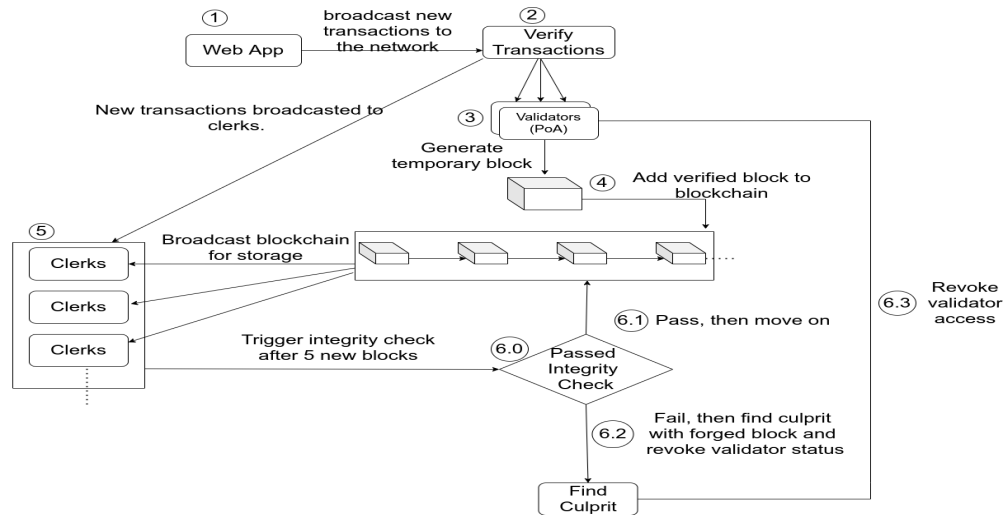 1
Web App
broadcast new
transactions to
the network
2
Verify
Transactions
New transactions broadcasted to
clerks.
3
Validators
(PoA)
Generate
temporary block
4
Add verified block to
blockchain
5
Clerks
Clerks
Clerks
Broadcast blockchain
for storage
Trigger integrity check
after 5 new blocks
6.0
Passed
Integrity
Check
6.1
Pass, then move on
6.2
Fail, then find culprit
with forged block and
revoke validator status
6.3
Revoke
validator
access
Find
Culprit